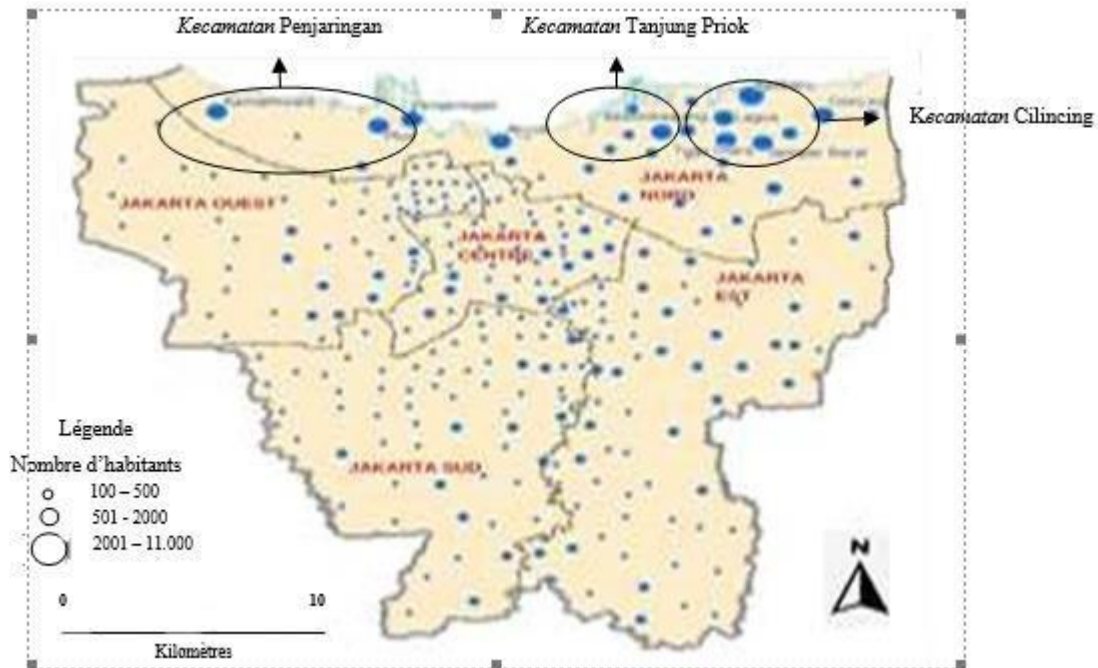 Kecamatan Penjaringan
Kecamatan Tanjung Priok
Kecamatan Cilincing
JAKARTA OUEST
JAKARTA
NORD
JAKARTA
CENTRE
JAKARTA
EST
JAKARTA SUD
Légende
Nombre d'habitants
100 – 500
501 - 2000
2001 – 11.000
N
0
10
Kilomètres